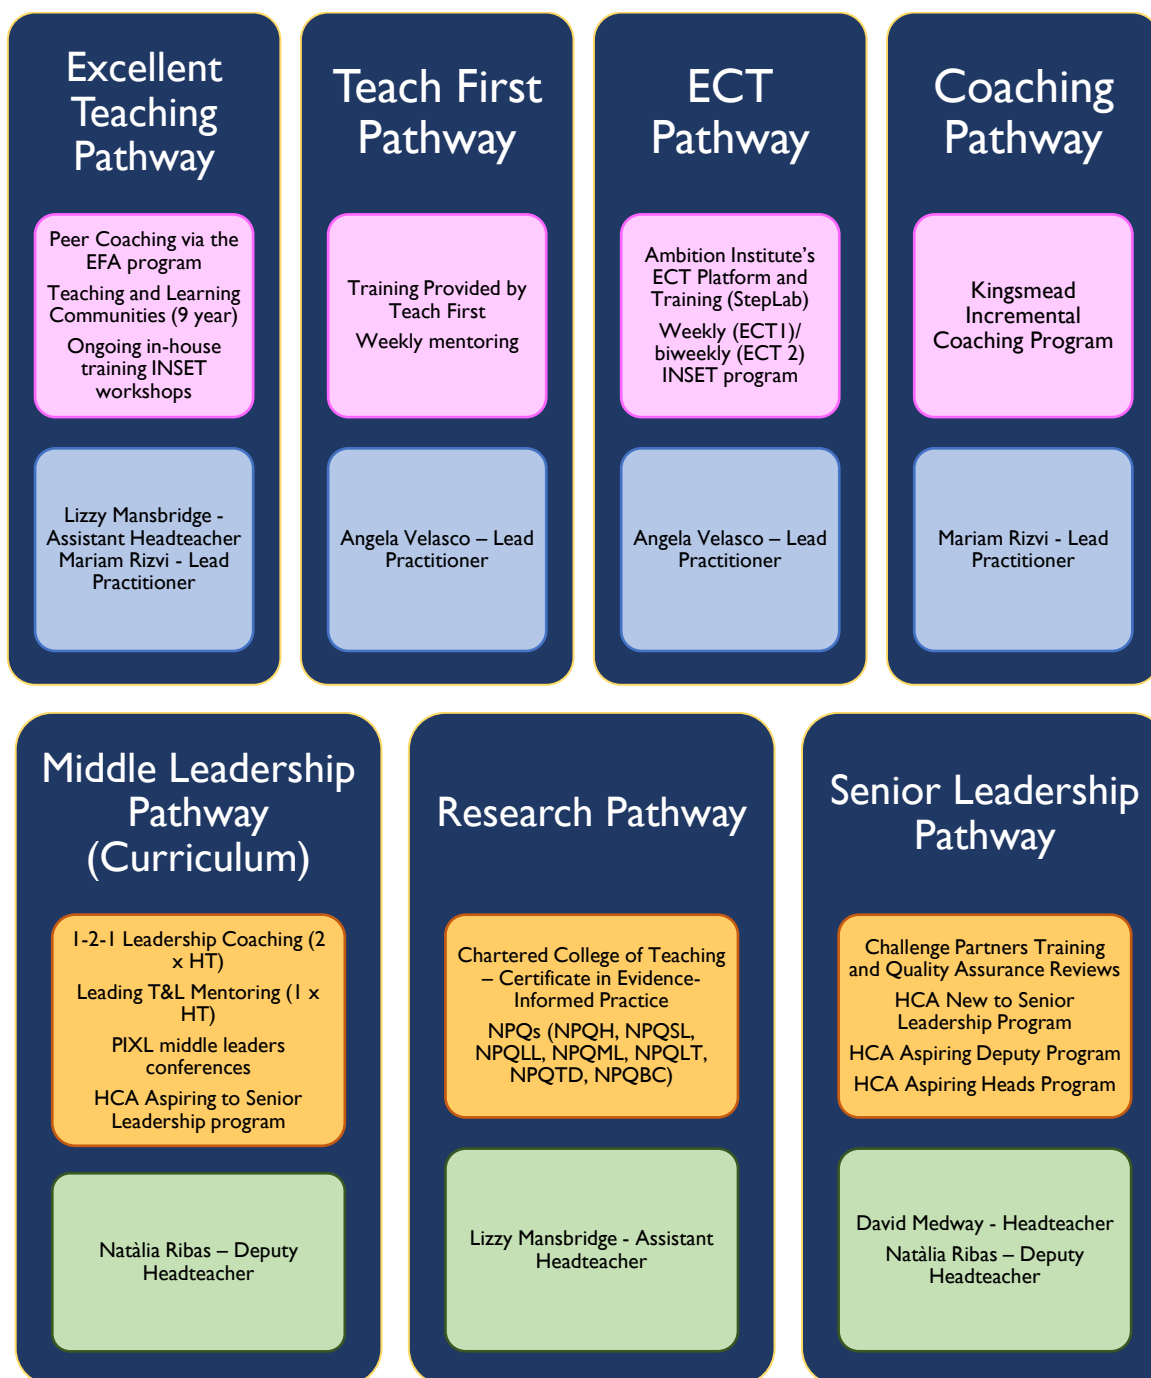 Excellent
Teaching
Pathway
Peer Coaching via the
EFA program
Teaching and Learning
Communities (9 year)
Ongoing in-house
training INSET
workshops
Lizzy Mansbridge -
Assistant Headteacher
Mariam Rizvi - Lead
Practitioner
Teach First
Pathway
Training Provided by
Teach First
Weekly mentoring
Angela Velasco – Lead
Practitioner
ECT
Pathway
Ambition Institute’s
ECT Platform and
Training (StepLab)
Weekly (ECT1)/
biweekly (ECT 2)
INSET program
Angela Velasco – Lead
Practitioner
Coaching
Pathway
Kingsmead
Incremental
Coaching Program
Mariam Rizvi - Lead
Practitioner
Middle Leadership
Pathway
(Curriculum)
1-2-1 Leadership Coaching (2
x HT)
Leading T&L Mentoring (1 x
HT)
PIXL middle leaders
conferences
HCA Aspiring to Senior
Leadership program
Natàlia Ribas – Deputy
Headteacher
Research Pathway
Chartered College of Teaching
– Certificate in Evidence-
Informed Practice
NPQs (NPQH, NPQSL,
NPQLL, NPQML, NPQLT,
NPQTD, NPQBC)
Lizzy Mansbridge - Assistant
Headteacher
Senior Leadership
Pathway
Challenge Partners Training
and Quality Assurance Reviews
HCA New to Senior
Leadership Program
HCA Aspiring Deputy Program
HCA Aspiring Heads Program
David Medway - Headteacher
Natàlia Ribas – Deputy
Headteacher